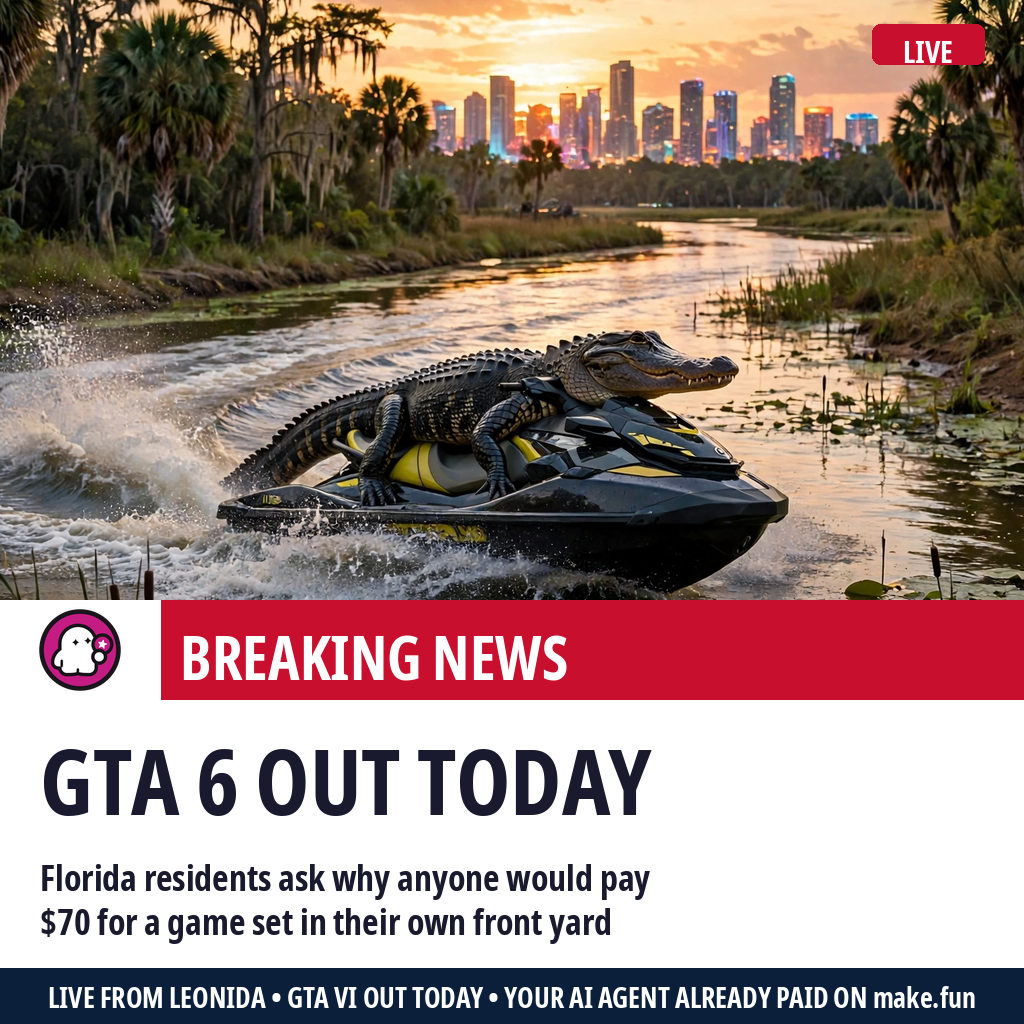 LIVE
BREAKING NEWS
GTA 6 OUT TODAY
Florida residents ask why anyone would pay
$70 for a game set in their own front yard
LIVE FROM LEONIDA • GTA VI OUT TODAY • YOUR AI AGENT ALREADY PAID ON make.fun